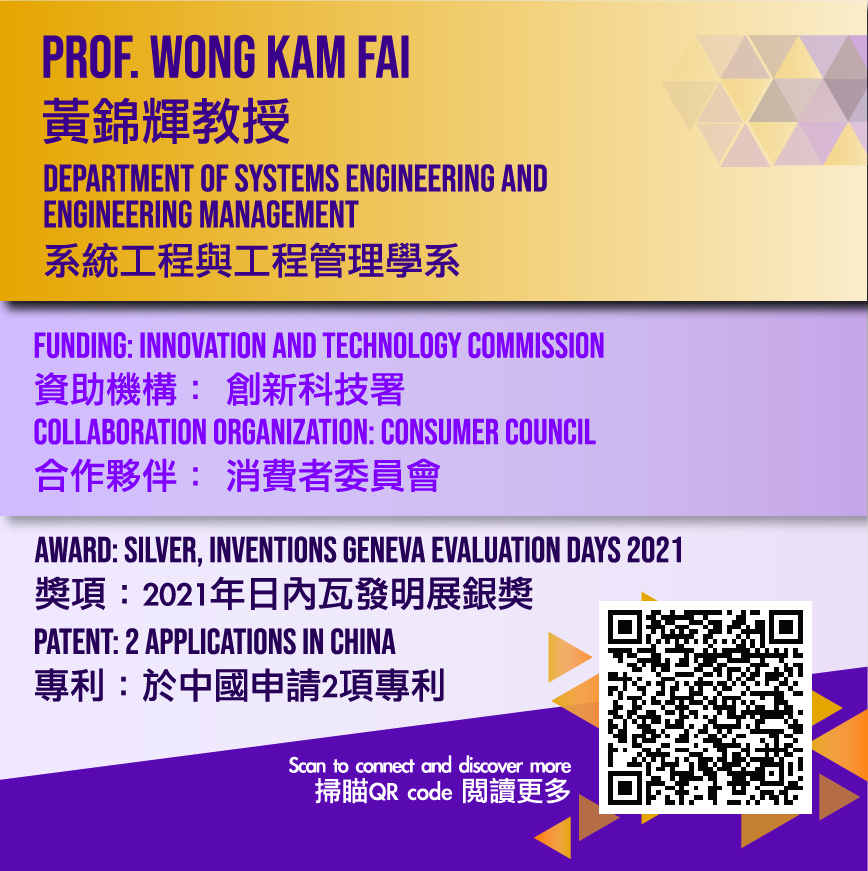 PROF. WONG KAM FAI
黃錦輝教授
DEPARTMENT OF SYSTEMS ENGINEERING AND
ENGINEERING MANAGEMENT
系統工程與工程管理學系
FUNDING: INNOVATION AND TECHNOLOGY COMMISSION
資助機構： 創新科技署
COLLABORATION ORGANIZATION: CONSUMER COUNCIL
合作夥伴： 消費者委員會
AWARD: SILVER, INVENTIONS GENEVA EVALUATION DAYS 2021
獎項：2021年日內瓦發明展銀獎
PATENT: 2 APPLICATIONS IN CHINA
專利：於中國申請2項專利
Scan to connect and discover more
掃瞄QR code 閱讀更多